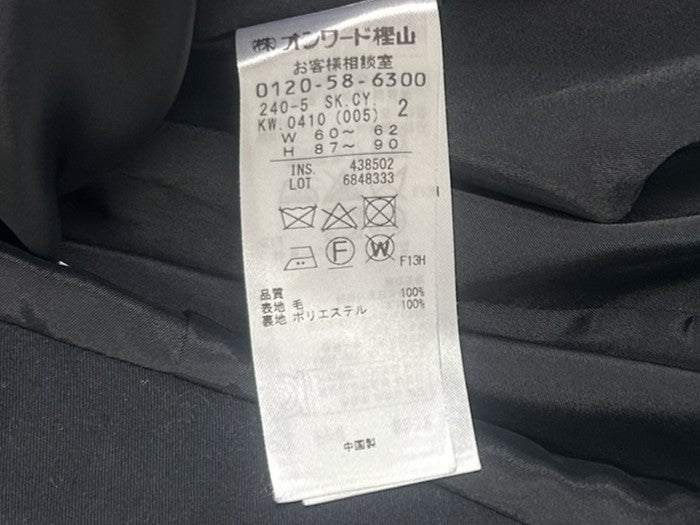 ㈱オンワード樫山
お客様相談室
0120-58-6300
240-5 SK.CY. 2
KW.0410 (005)
W 60～ 62
H 87～ 90
INS. 438502
LOT 6848333
F W F13H
品質
表地 毛 100%
裏地 ポリエステル 100%
中国製